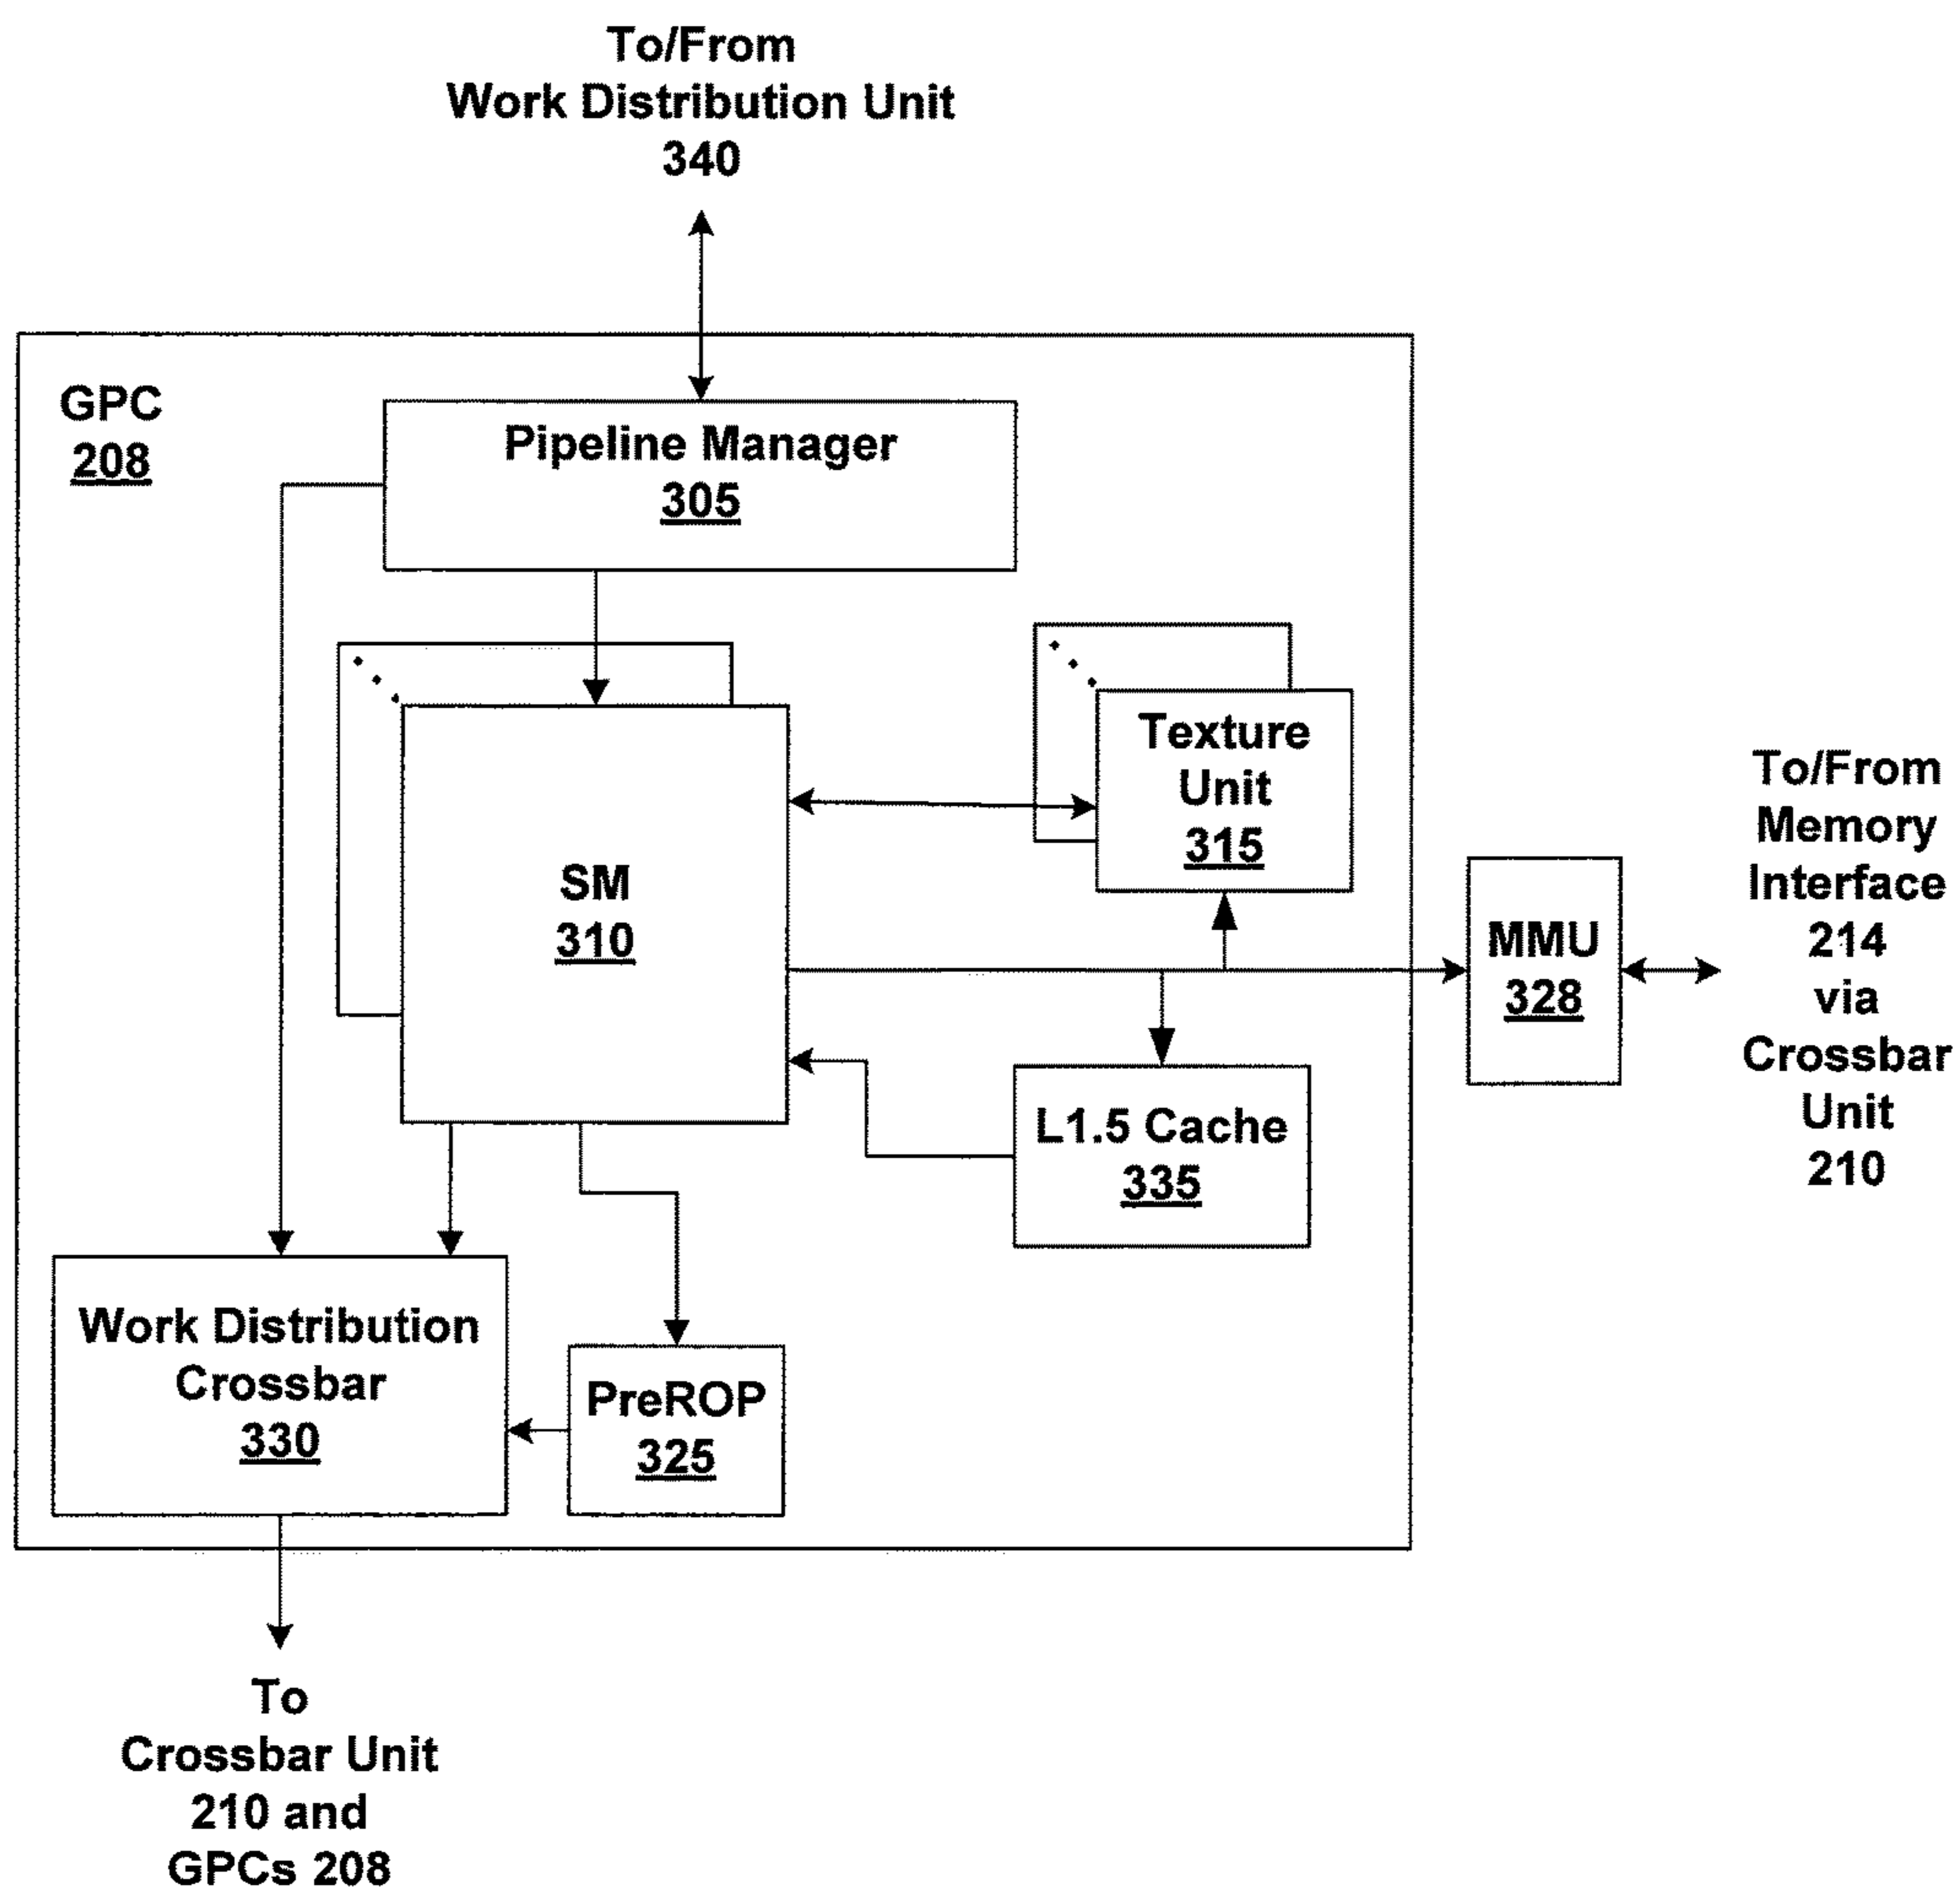 To/From
Work Distribution Unit
340
GPC
208
Pipeline Manager
305
Texture
Unit
315
SM
310
To/From
Memory
Interface
214
via
Crossbar
Unit
210
MMU
328
L1.5 Cache
335
Work Distribution
Crossbar
330
PreROP
325
To
Crossbar Unit
210 and
GPCs 208